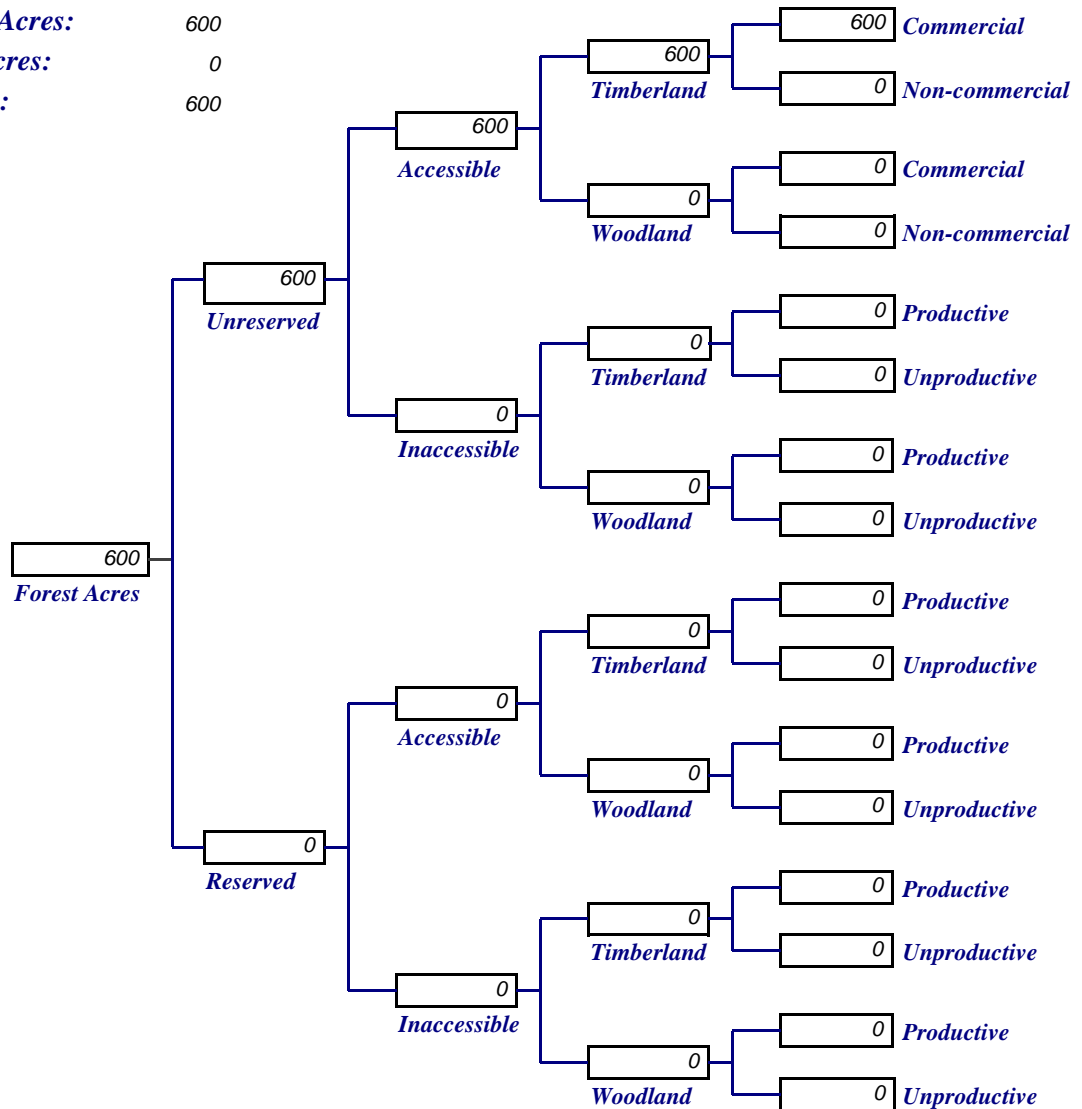 Acres: 600
cres: 0
: 600
600 Commercial
600
Timberland
0 Non-commercial
600
Accessible
0 Commercial
0
Woodland
0 Non-commercial
600
Unreserved
0 Productive
0
Timberland
0 Unproductive
0
Inaccessible
0 Productive
0
Woodland
0 Unproductive
600
Forest Acres
0 Productive
0
Timberland
0 Unproductive
0
Accessible
0 Productive
0
Woodland
0 Unproductive
0
Reserved
0 Productive
0
Timberland
0 Unproductive
0
Inaccessible
0 Productive
0
Woodland
0 Unproductive